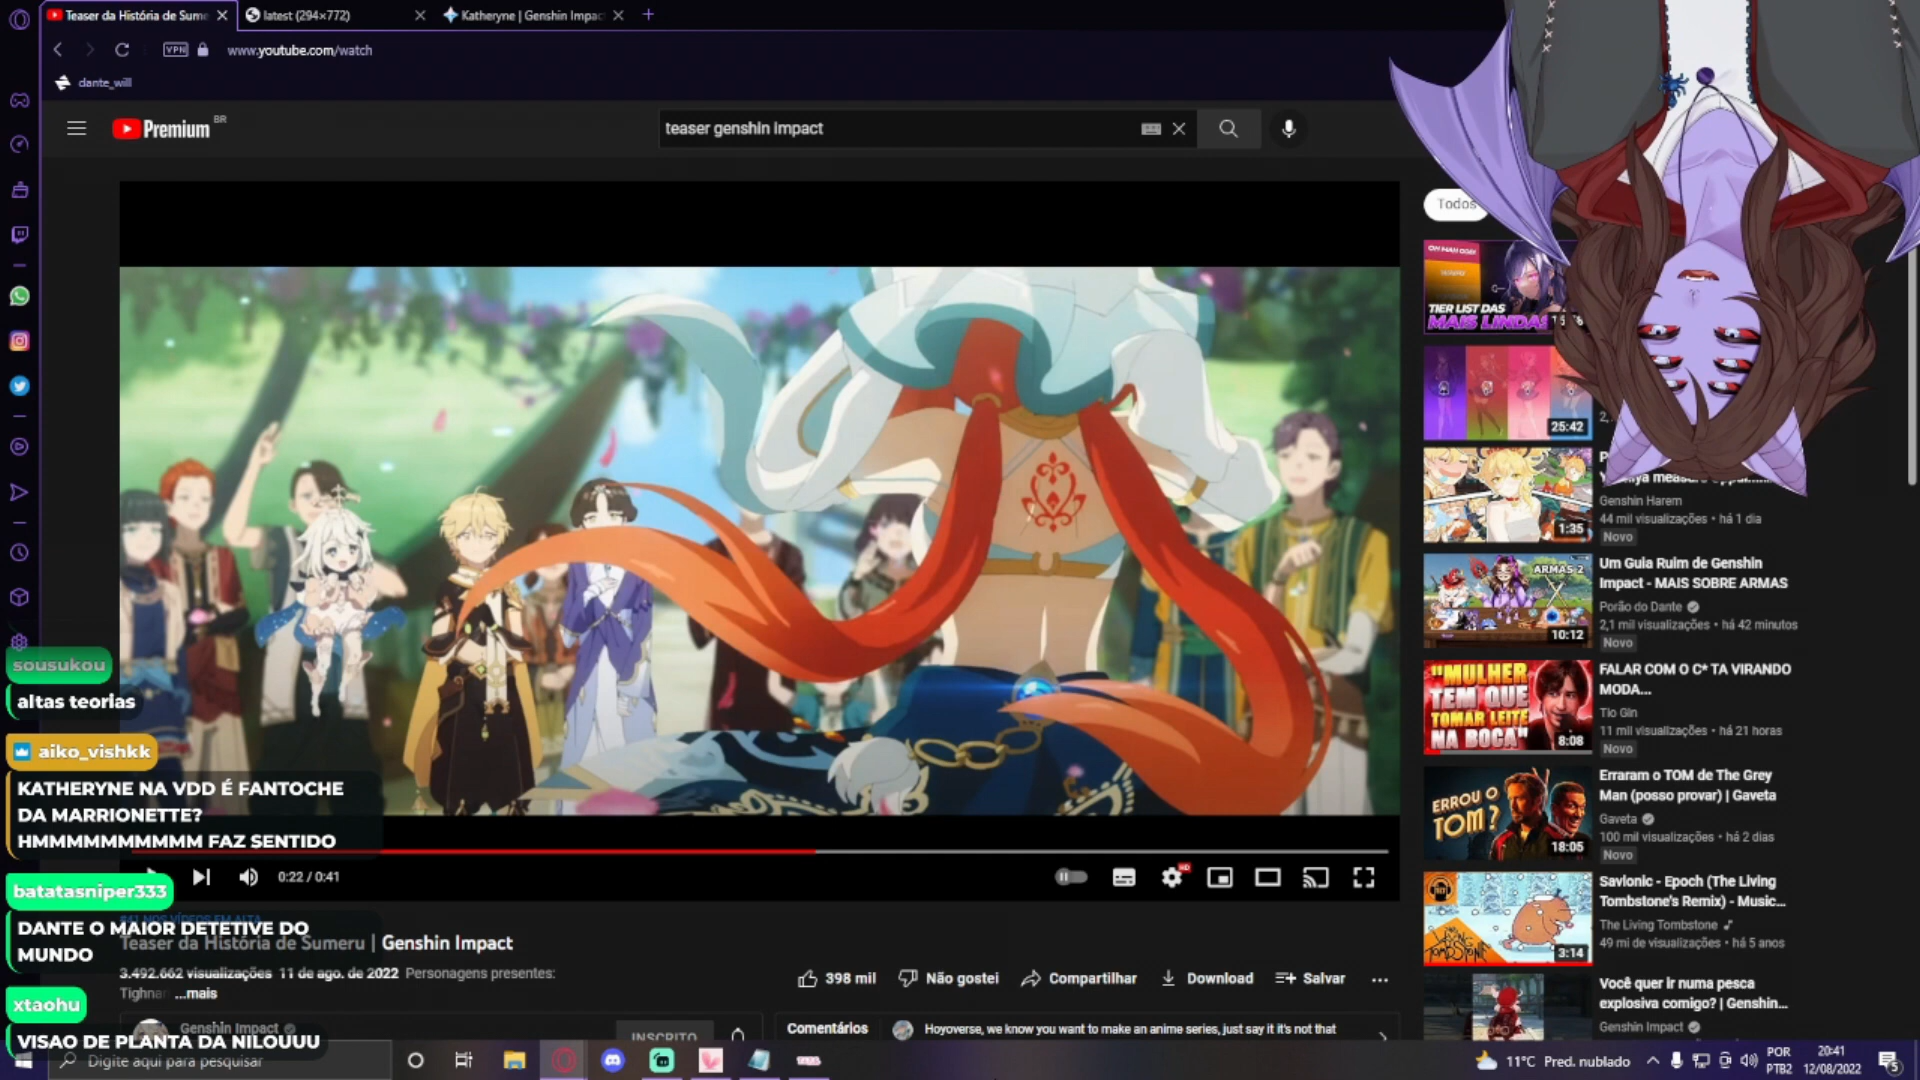 Teaser da História de Sume
latest (294×772)
Katheryne | Genshin Impac
VPN
www.youtube.com/watch
dante_will
Premium
BR
teaser genshin impact
Todos
TIER LIST DAS
MAIS LINDAS
25:42
Genshin Harem
44 mil visualizações • há 1 dia
Novo
1:35
ARMAS 2
10:12
Um Guia Ruim de Genshin
Impact - MAIS SOBRE ARMAS
Porão do Dante
2,1 mil visualizações • há 42 minutos
Novo
"MULHER
TEM QUE
TOMAR LEITE
NA BOCA"
8:08
FALAR COM O C* TA VIRANDO
MODA...
Tio Gin
11 mil visualizações • há 21 horas
Novo
ERROU O
TOM?
18:05
Erraram o TOM de The Grey
Man (posso provar) | Gaveta
Gaveta
100 mil visualizações • há 2 dias
Novo
3:14
Savlonic - Epoch (The Living
Tombstone's Remix) - Music...
The Living Tombstone
49 mi de visualizações • há 5 anos
Você quer ir numa pesca
explosiva comigo? | Genshin...
Genshin Impact
sousukou
altas teorias
aiko_vishkk
KATHERYNE NA VDD É FANTOCHE
DA MARRIONETTE?
HMMMMMMMMM FAZ SENTIDO
batatasniper333
DANTE O MAIOR DETETIVE DO
MUNDO
xtaohu
VISAO DE PLANTA DA NILOUUU
0:22 / 0:41
HD
#41 NOS VÍDEOS EM ALTA
Teaser da História de Sumeru | Genshin Impact
3.492.662 visualizações 11 de ago. de 2022 Personagens presentes:
Tighnar ...mais
398 mil
Não gostei
Compartilhar
Download
Salvar
Genshin Impact
INSCRITO
Comentários
Hoyoverse, we know you want to make an anime series, just say it it's not that
Digite aqui para pesquisar
11°C Pred. nublado
POR
PTB2
20:41
12/08/2022
5